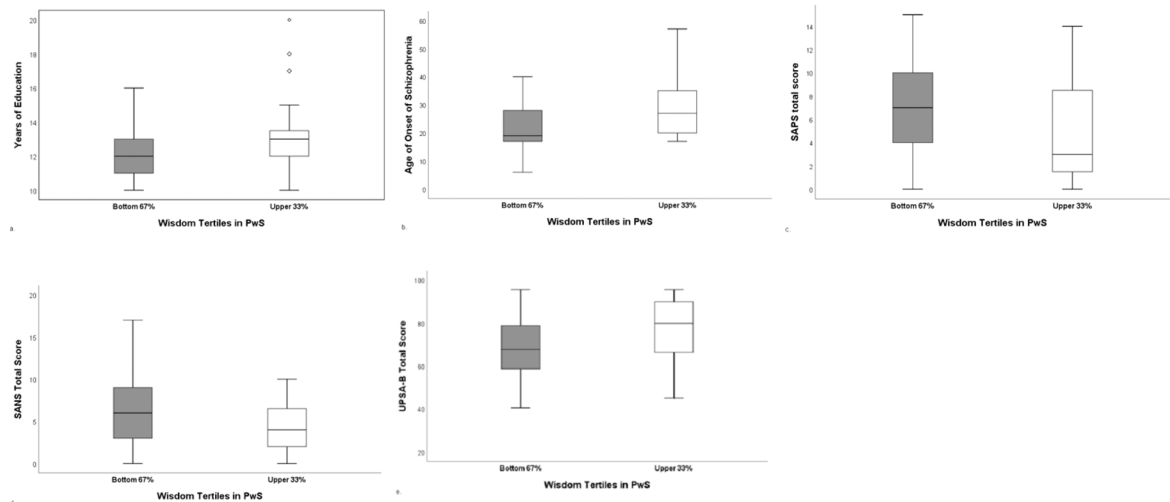 Years of Education
20
18
16
14
12
10
Bottom 67% Upper 33%
Wisdom Tertiles in PwS
a.
Age of Onset of Schizophrenia
60
50
40
30
20
10
0
Bottom 67% Upper 33%
Wisdom Tertiles in PwS
b.
SAPS total score
14
12
10
8
6
4
2
0
Bottom 67% Upper 33%
Wisdom Tertiles in PwS
c.
SANS Total Score
20
15
10
5
0
Bottom 67% Upper 33%
Wisdom Tertiles in PwS
UPSA-B Total Score
100
80
60
40
20
Bottom 67% Upper 33%
Wisdom Tertiles in PwS
e.